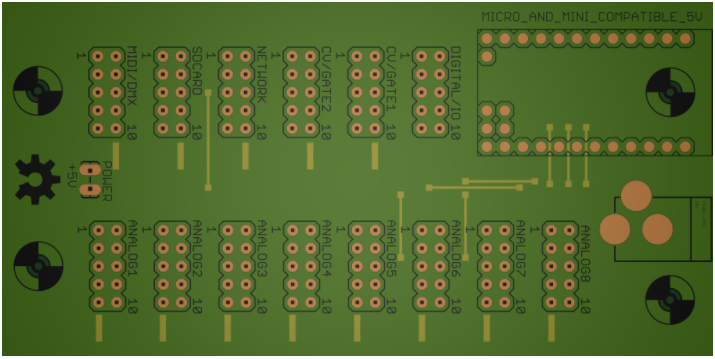 MICRO_AND_MINI_COMPATIBLE_5V
1 MIDI/DMX 10
1 SDCARD 10
1 NETWORK 10
1 CV/GATE2 10
1 CV/GATE1 10
1 DIGITAL/IO 10
+5V POWER
1 ANALOG1 10
1 ANALOG2 10
1 ANALOG3 10
1 ANALOG4 10
1 ANALOG5 10
1 ANALOG6 10
1 ANALOG7 10
1 ANALOG8 10